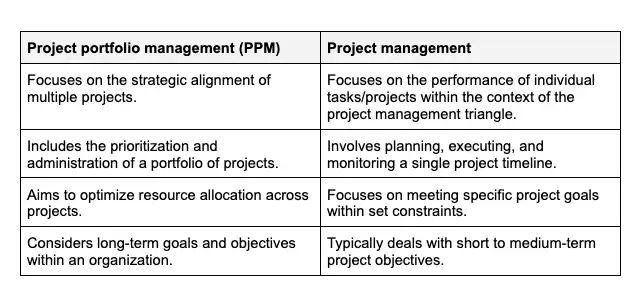 Project portfolio management (PPM)
Project management
Focuses on the strategic alignment of
multiple projects.
Focuses on the performance of individual
tasks/projects within the context of the
project management triangle.
Includes the prioritization and
administration of a portfolio of projects.
Involves planning, executing, and
monitoring a single project timeline.
Aims to optimize resource allocation across
projects.
Focuses on meeting specific project goals
within set constraints.
Considers long-term goals and objectives
within an organization.
Typically deals with short to medium-term
project objectives.